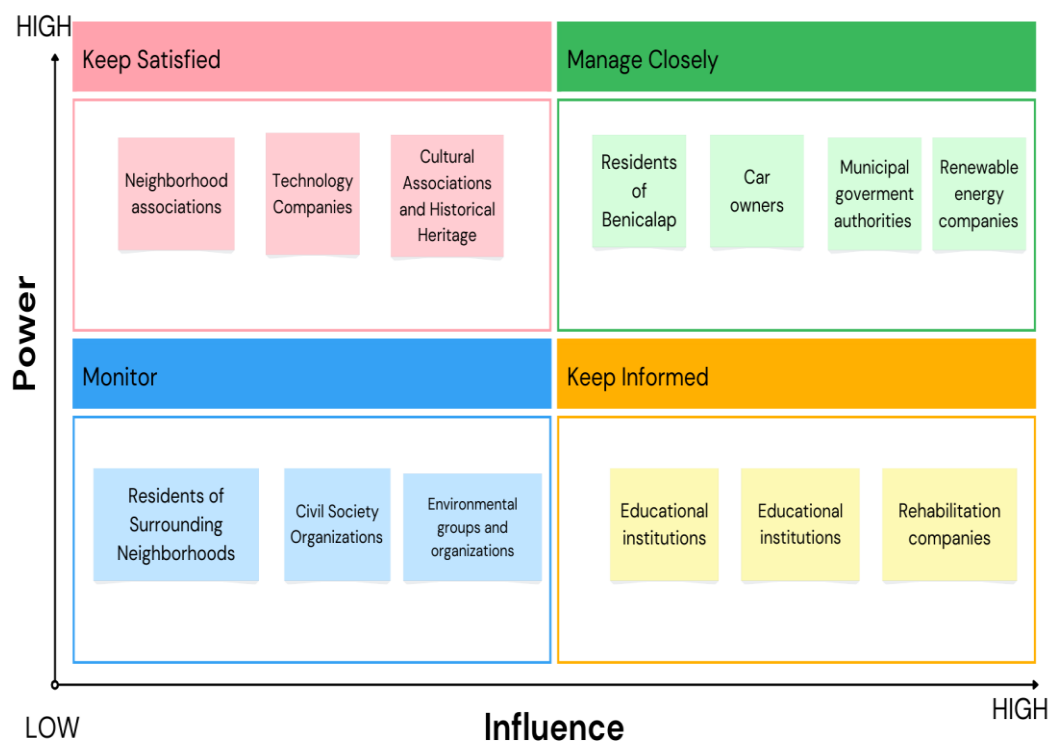 HIGH
Keep Satisfied
Manage Closely
Neighborhood
associations
Technology
Companies
Cultural
Associations
and Historical
Heritage
Residents
of
Benicalap
Car
owners
Municipal
goverment
authorities
Renewable
energy
companies
Power
Monitor
Keep Informed
Residents of
Surrounding
Neighborhoods
Civil Society
Organizations
Environmental
groups and
organizations
Educational
institutions
Educational
institutions
Rehabilitation
companies
LOW
Influence
HIGH